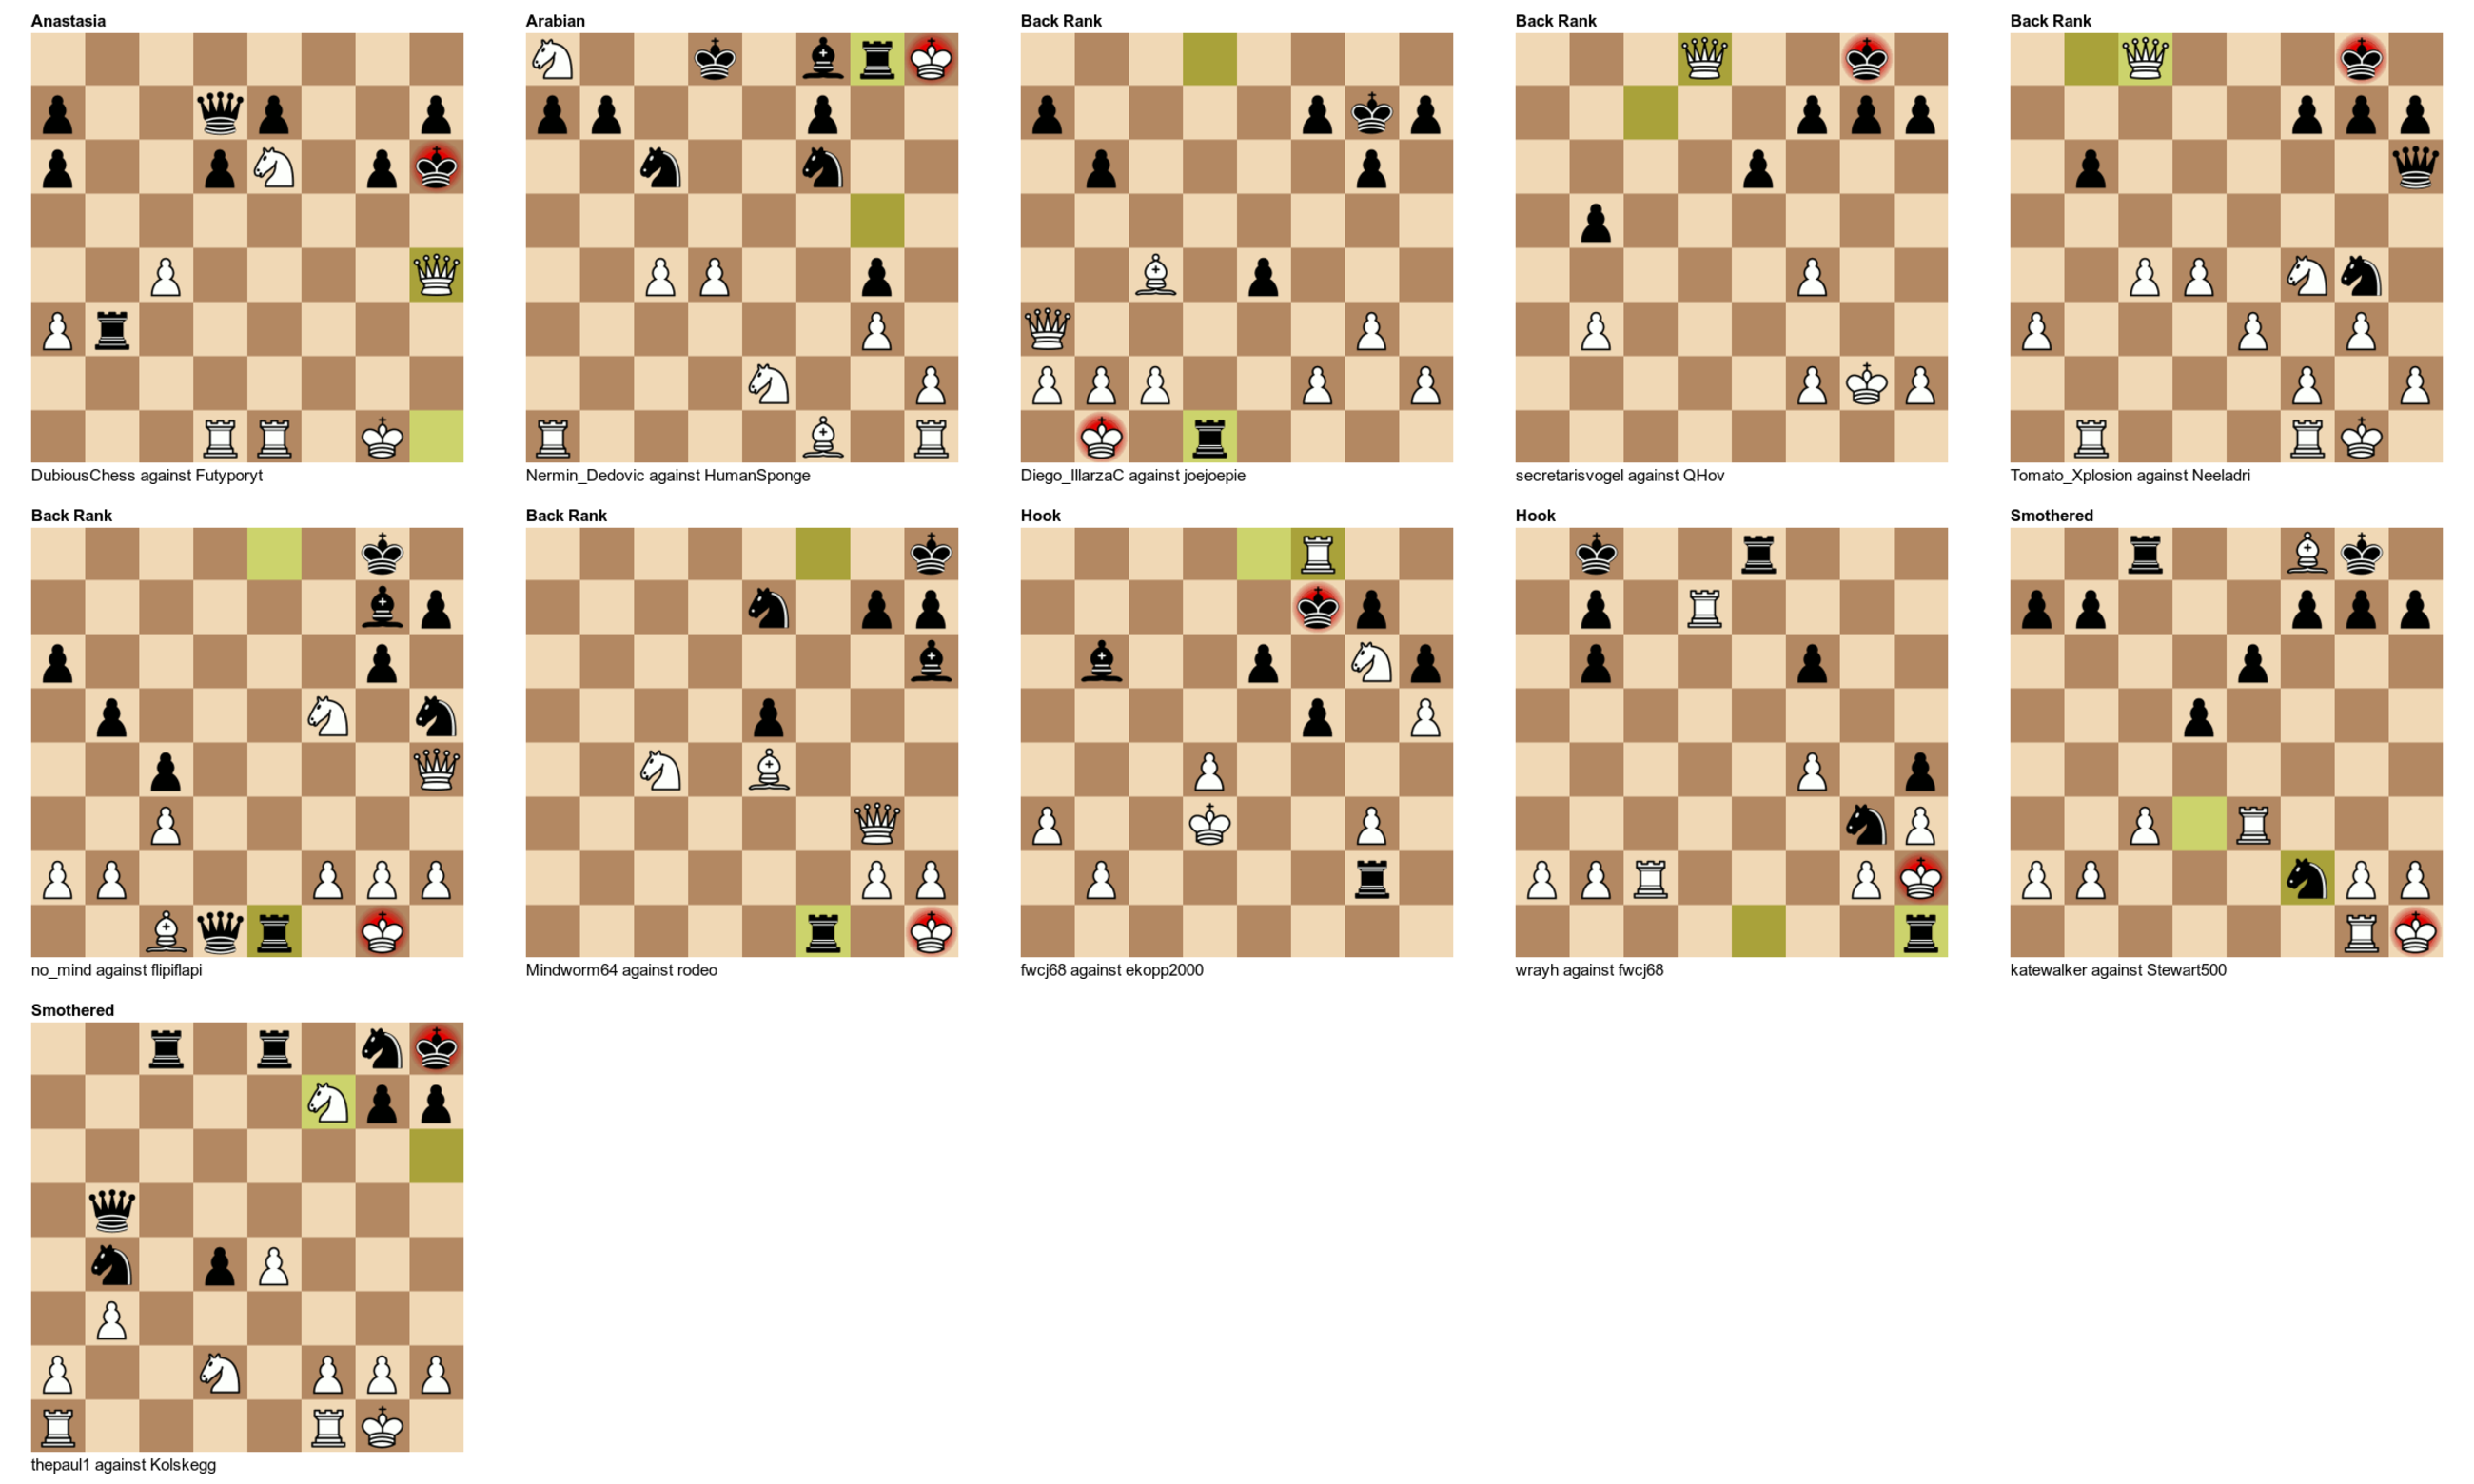 Anastasia
Arabian
Back Rank
Back Rank
Back Rank
DubiousChess against Futyporyt
Nermin_Dedovic against HumanSponge
Diego_IllarzaC against joejoepie
secretarisvogel against QHov
Tomato_Xplosion against Neeladri
Back Rank
Back Rank
Hook
Hook
Smothered
no_mind against flipiflapi
Mindworm64 against rodeo
fwcj68 against ekopp2000
wrayh against fwcj68
katewalker against Stewart500
Smothered
thepaul1 against Kolskegg